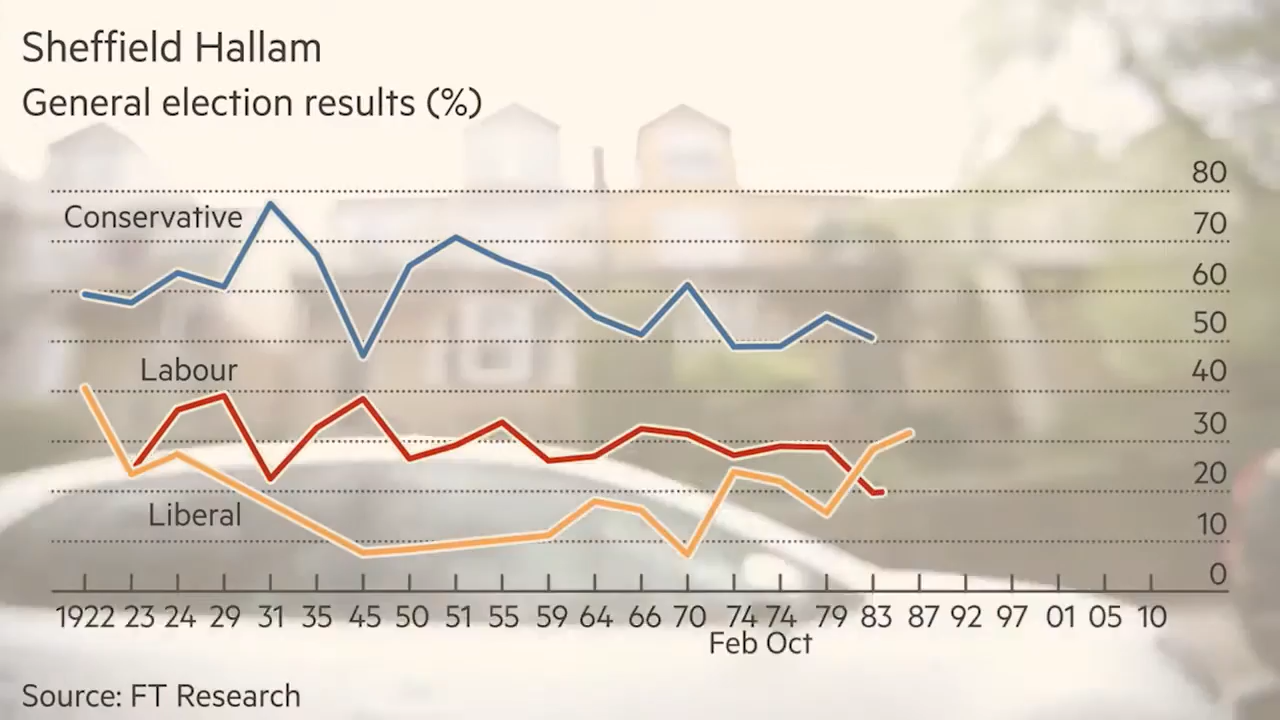 Sheffield Hallam
General election results (%)
80
Conservative
70
60
50
Labour
40
30
20
Liberal
10
0
1922 23 24 29 31 35 45 50 51 55 59 64 66 70 74 74 79 83 87 92 97 01 05 10
Feb Oct
Source: FT Research